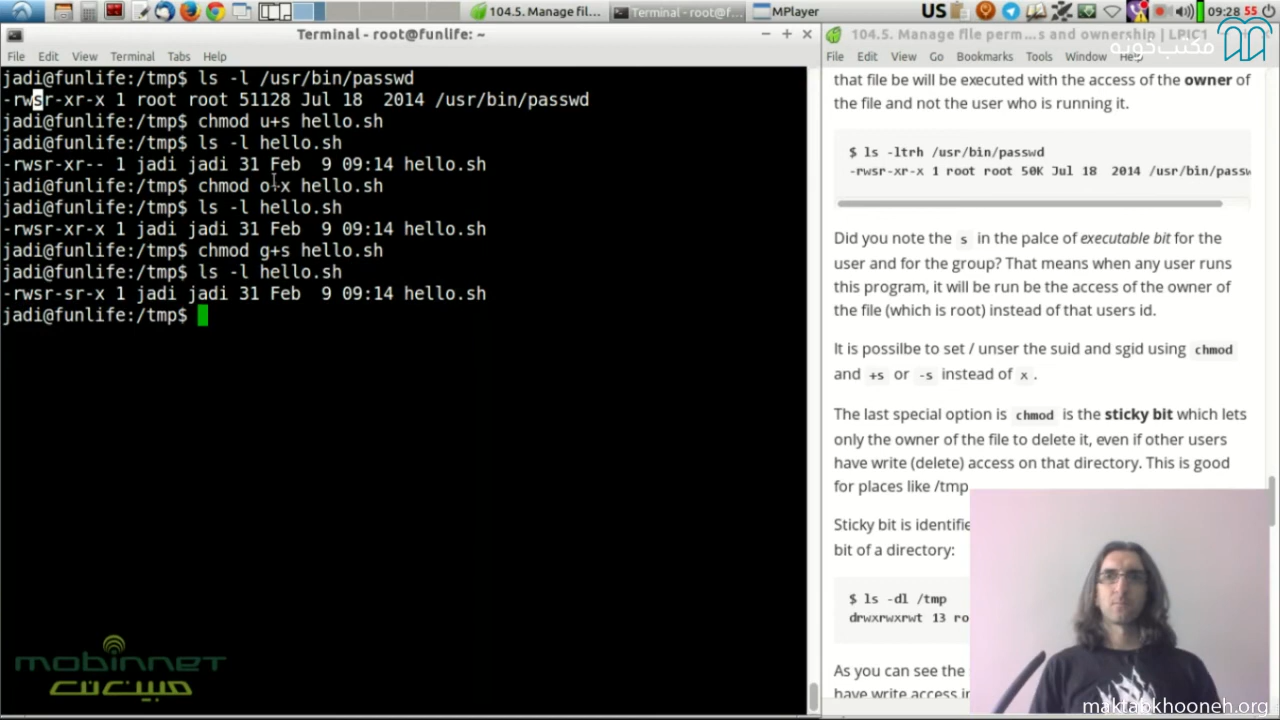 104.5. Manage fil...
Terminal - root@f...
MPlayer
US
09:28
55
Terminal - root@funlife: ~
File Edit View Terminal Tabs Help
jadi@funlife:/tmp$ ls -l /usr/bin/passwd
-rwsr-xr-x 1 root root 51128 Jul 18  2014 /usr/bin/passwd
jadi@funlife:/tmp$ chmod u+s hello.sh
jadi@funlife:/tmp$ ls -l hello.sh
-rwsr-xr-- 1 jadi jadi 31 Feb  9 09:14 hello.sh
jadi@funlife:/tmp$ chmod o+x hello.sh
jadi@funlife:/tmp$ ls -l hello.sh
-rwsr-xr-x 1 jadi jadi 31 Feb  9 09:14 hello.sh
jadi@funlife:/tmp$ chmod g+s hello.sh
jadi@funlife:/tmp$ ls -l hello.sh
-rwsr-sr-x 1 jadi jadi 31 Feb  9 09:14 hello.sh
jadi@funlife:/tmp$
mobinnet
مبین نت
104.5. Manage file perm...s and ownership | LPIC1
مکتب خونه
File Edit View Go Bookmarks Tools Window Help
that file be will be executed with the access of the owner of
the file and not the user who is running it.
$ ls -ltrh /usr/bin/passwd
-rwsr-xr-x 1 root root 50K Jul 18  2014 /usr/bin/passw
Did you note the s in the palce of executable bit for the
user and for the group? That means when any user runs
this program, it will be run be the access of the owner of
the file (which is root) instead of that users id.
It is possilbe to set / unser the suid and sgid using chmod
and +s or -s instead of x.
The last special option is chmod is the sticky bit which lets
only the owner of the file to delete it, even if other users
have write (delete) access on that directory. This is good
for places like /tmp
Sticky bit is identifie
bit of a directory:
$ ls -dl /tmp
drwxrwxrwt 13 ro
As you can see the
have write access i
maktabkhooneh.org